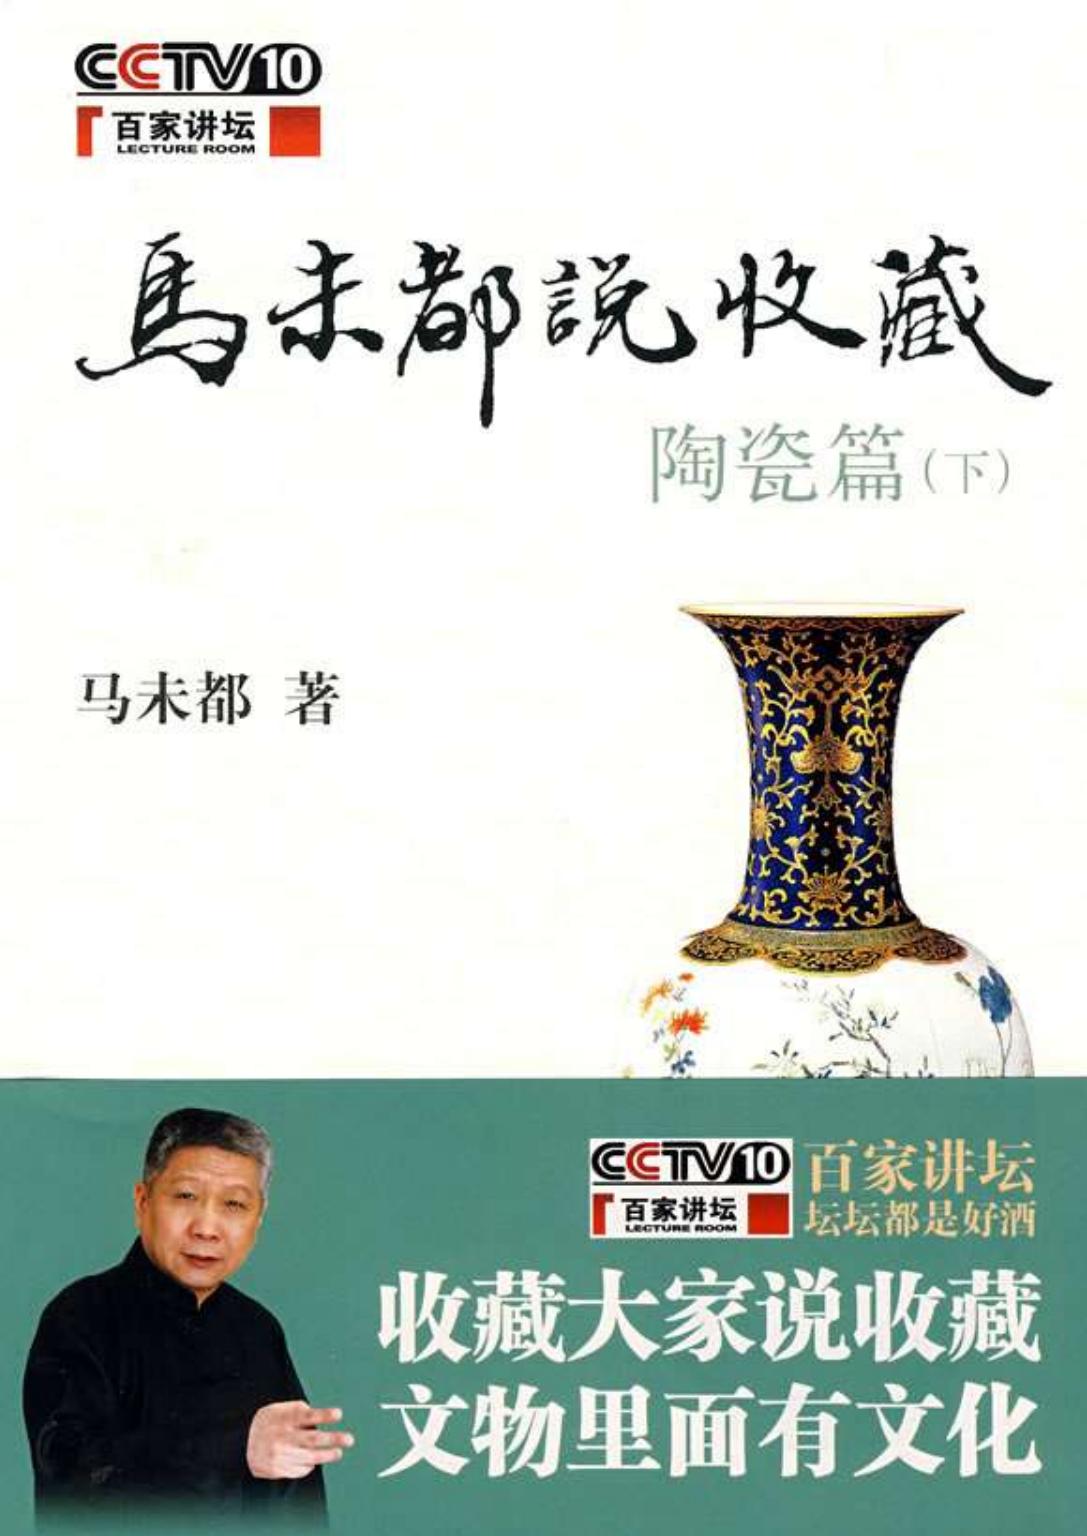 CCTV10
百家讲坛
LECTURE ROOM
馬未都説收藏
陶瓷篇(下)
马未都 著
CCTV10
百家讲坛
LECTURE ROOM
百家讲坛
坛坛都是好酒
收藏大家说收藏
文物里面有文化